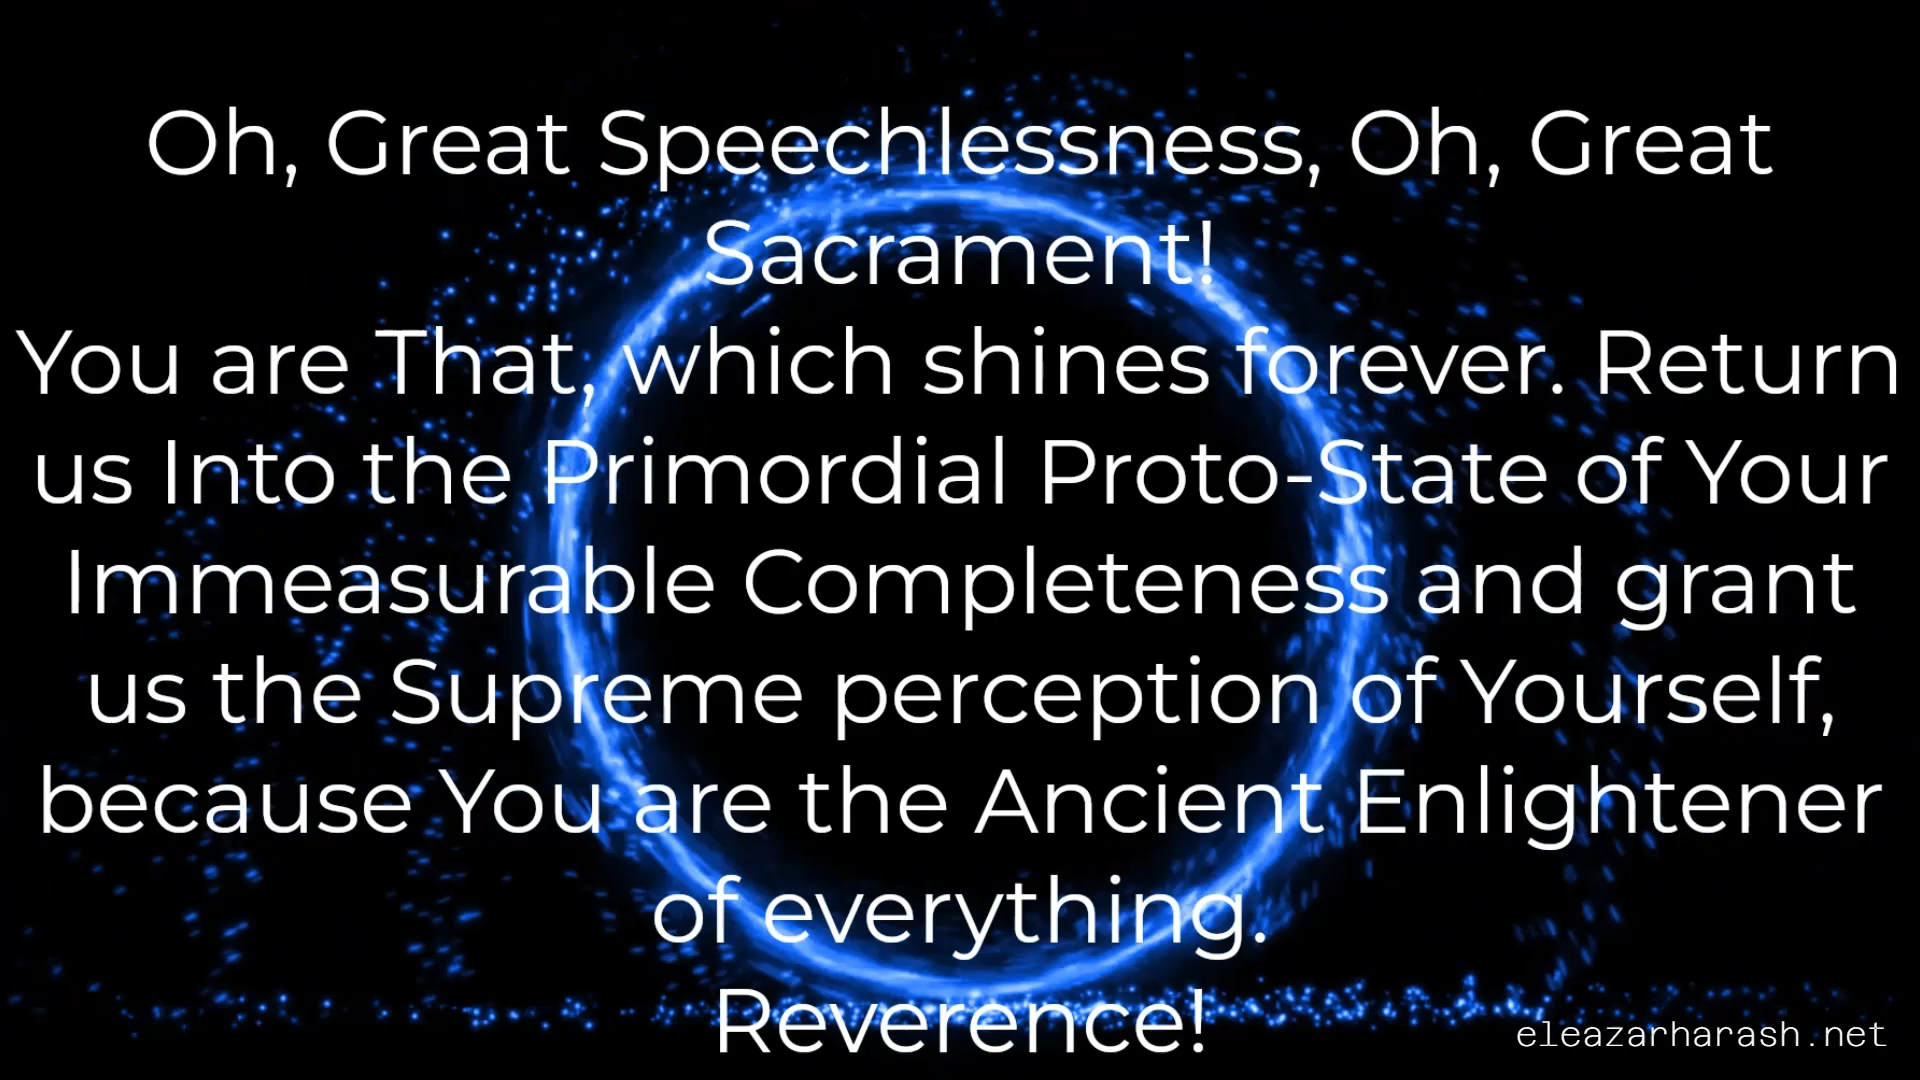 Oh, Great Speechlessness, Oh, Great
Sacrament!
You are That, which shines forever. Return
us Into the Primordial Proto-State of Your
Immeasurable Completeness and grant
us the Supreme perception of Yourself,
because You are the Ancient Enlightener
of everything.
Reverence!
eleazarharash.net